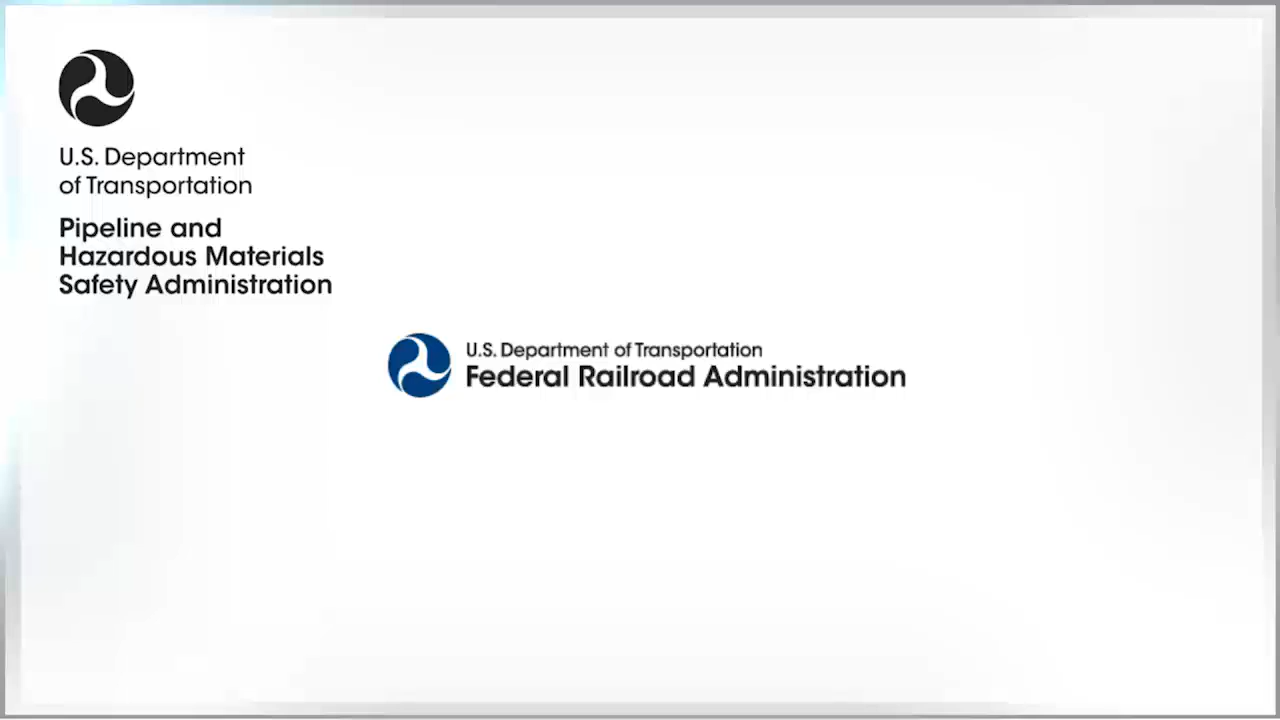 U.S. Department
of Transportation
Pipeline and
Hazardous Materials
Safety Administration
U.S. Department of Transportation
Federal Railroad Administration